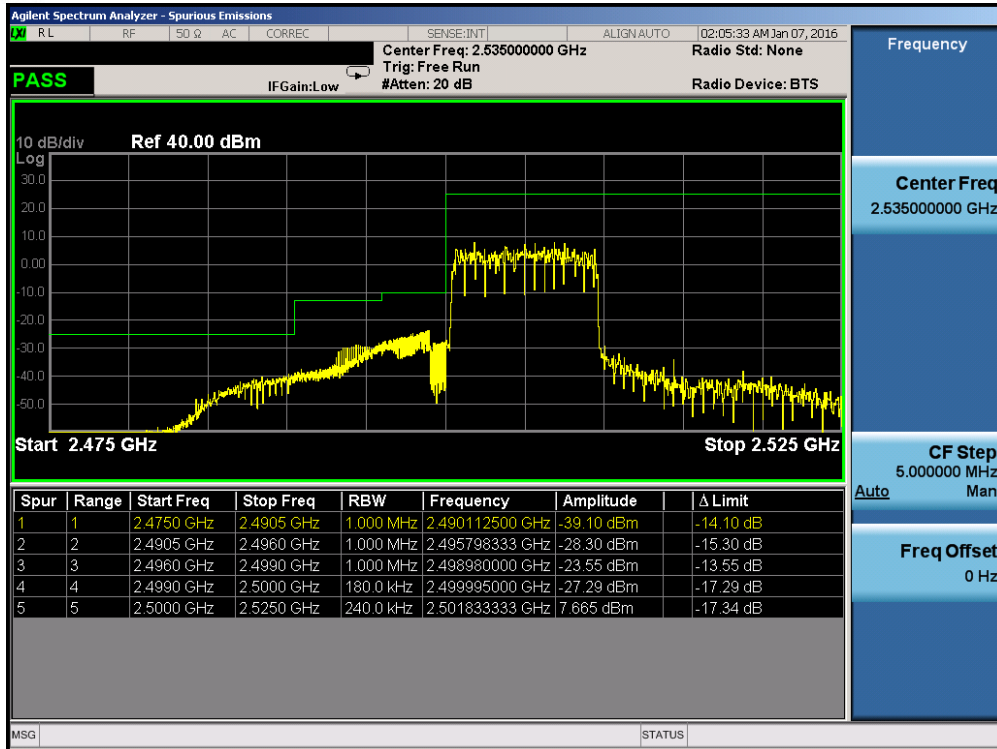 Agilent Spectrum Analyzer - Spurious Emissions
LXI RL RF 50 Ω AC CORREC SENSE:INT ALIGN AUTO 02:05:33 AM Jan 07, 2016
Center Freq: 2.535000000 GHz Radio Std: None
Trig: Free Run
PASS IFGain:Low #Atten: 20 dB Radio Device: BTS
10 dB/div Ref 40.00 dBm
Log
30.0
20.0
10.0
0.00
-10.0
-20.0
-30.0
-40.0
-50.0
Start 2.475 GHz Stop 2.525 GHz
Spur Range Start Freq Stop Freq RBW Frequency Amplitude Δ Limit
1 1 2.4750 GHz 2.4905 GHz 1.000 MHz 2.490112500 GHz -39.10 dBm -14.10 dB
2 2 2.4905 GHz 2.4960 GHz 1.000 MHz 2.495798333 GHz -28.30 dBm -15.30 dB
3 3 2.4960 GHz 2.4990 GHz 1.000 MHz 2.498980000 GHz -23.55 dBm -13.55 dB
4 4 2.4990 GHz 2.5000 GHz 180.0 kHz 2.499995000 GHz -27.29 dBm -17.29 dB
5 5 2.5000 GHz 2.5250 GHz 240.0 kHz 2.501833333 GHz 7.665 dBm -17.34 dB
MSG STATUS
Frequency
Center Freq
2.535000000 GHz
CF Step
5.000000 MHz
Auto Man
Freq Offset
0 Hz